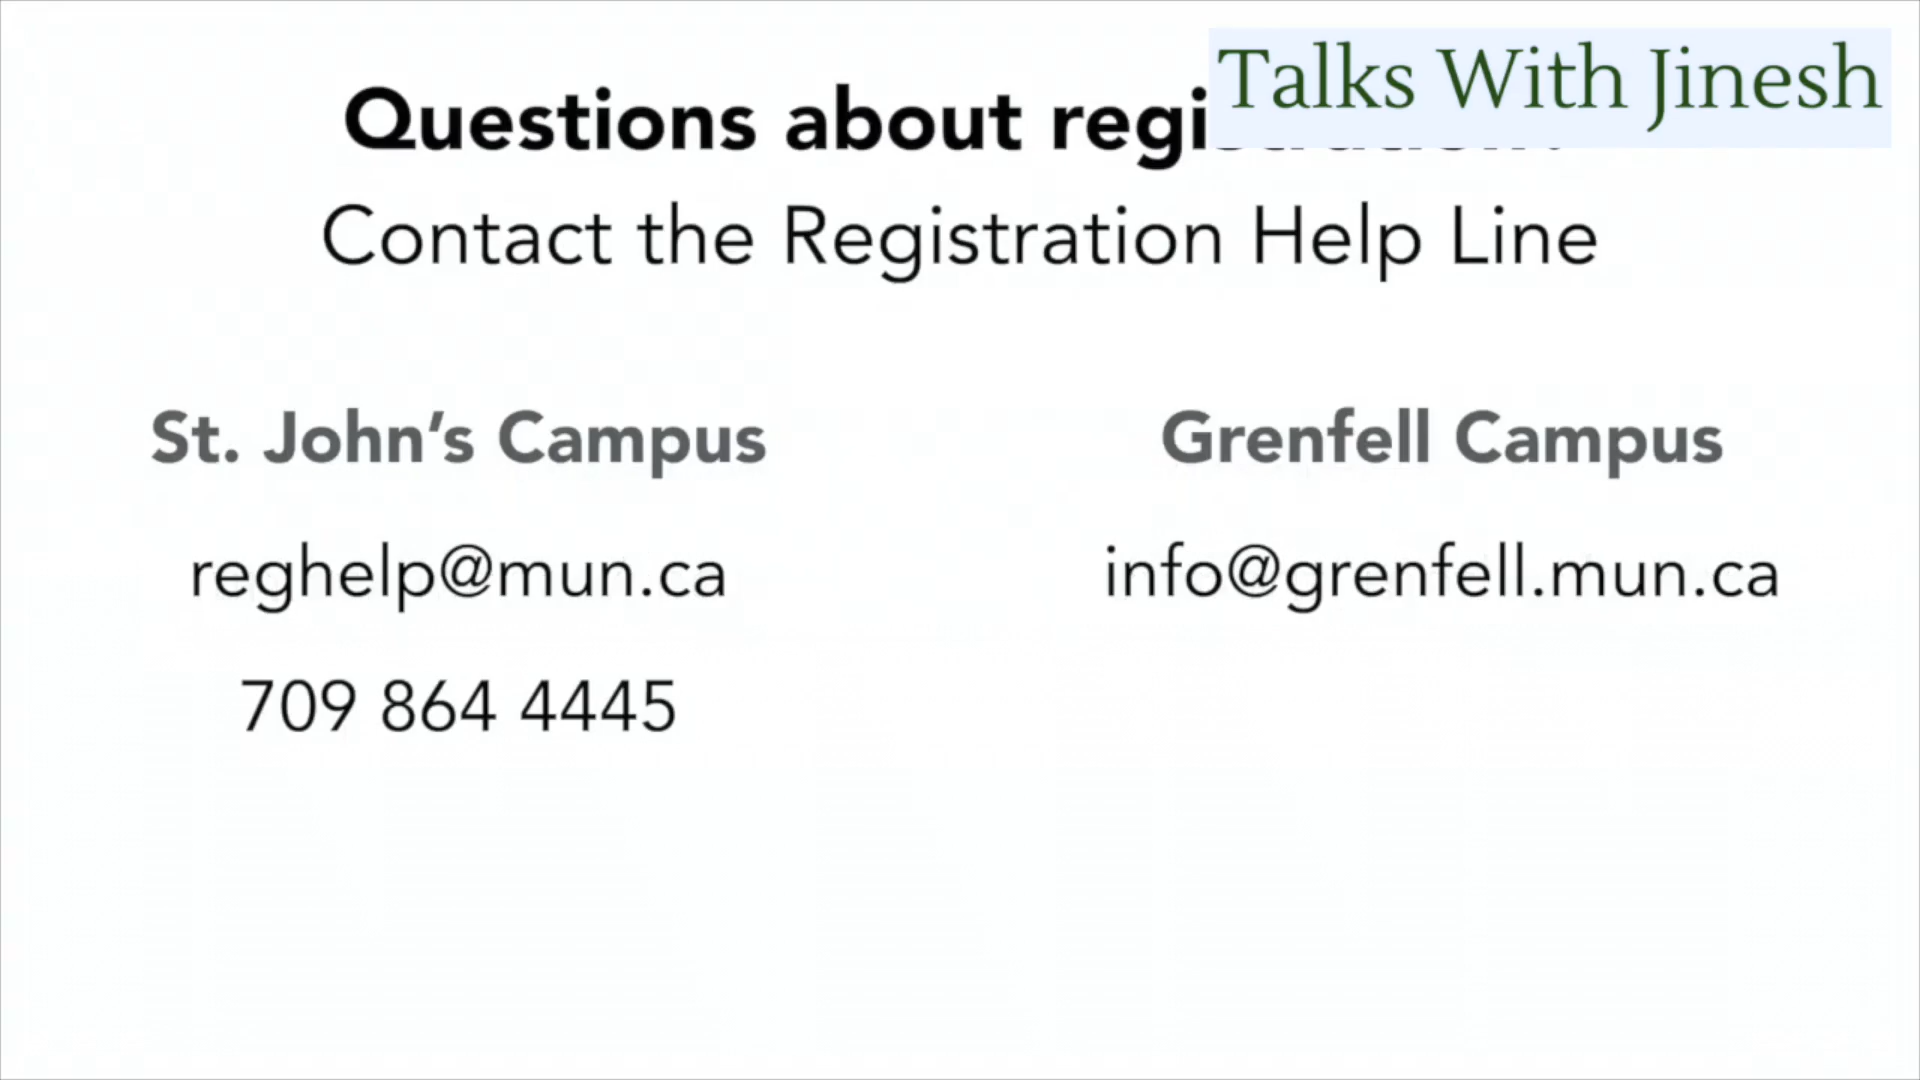 Talks With Jinesh
Questions about
Contact the Registration Help Line
St. John's Campus
Grenfell Campus
reghelp@mun.ca
info@grenfell.mun.ca
709 864 4445